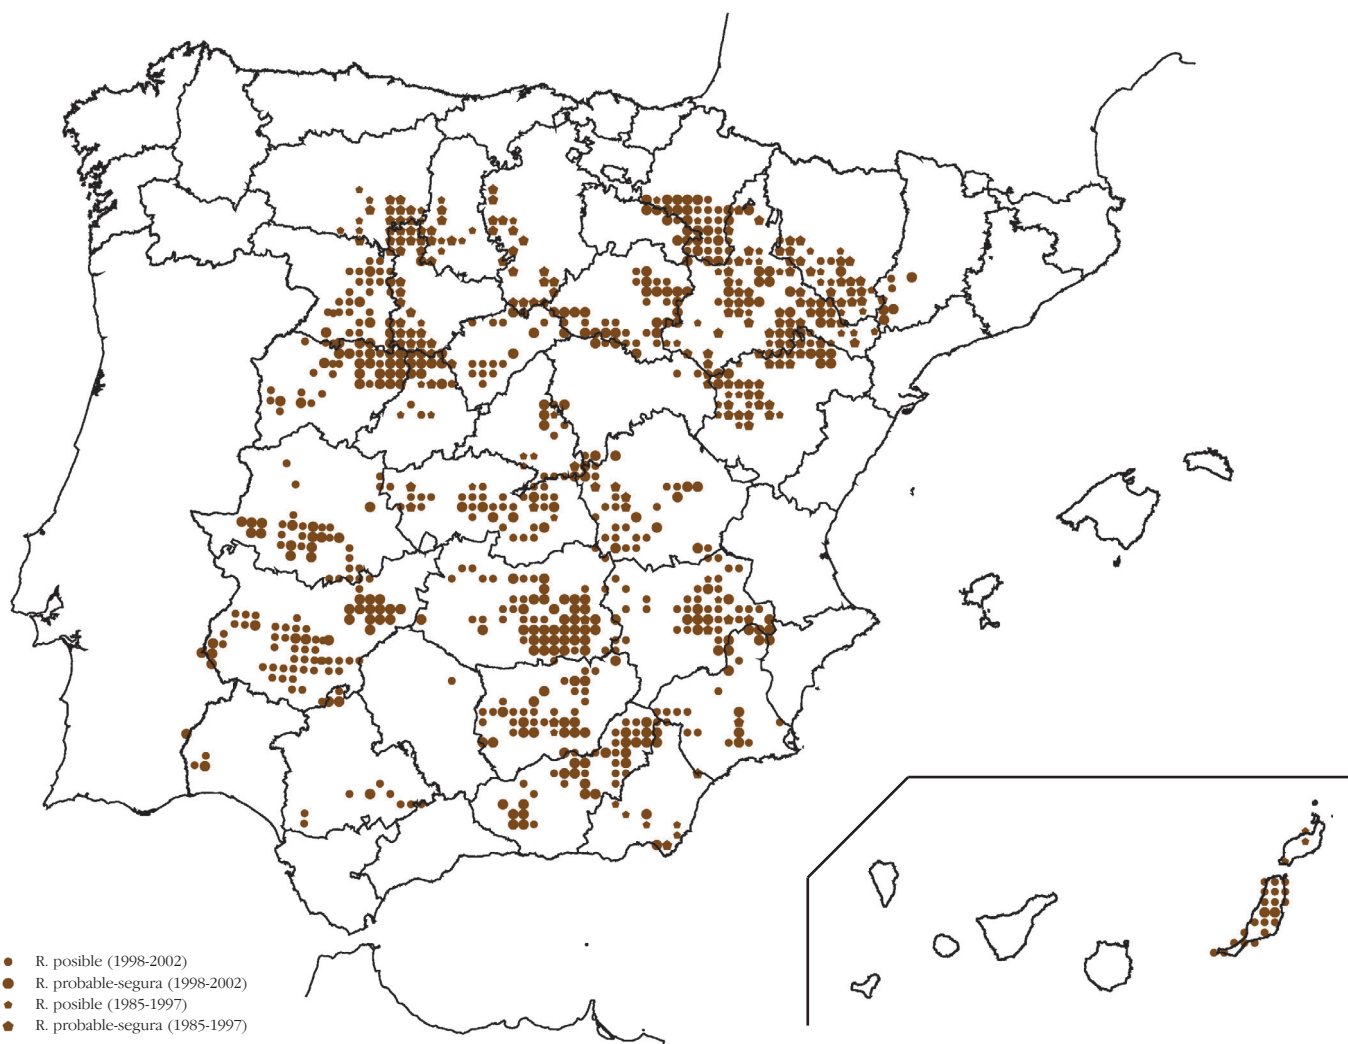 R. posible (1998-2002)
R. probable-segura (1998-2002)
R. posible (1985-1997)
R. probable-segura (1985-1997)